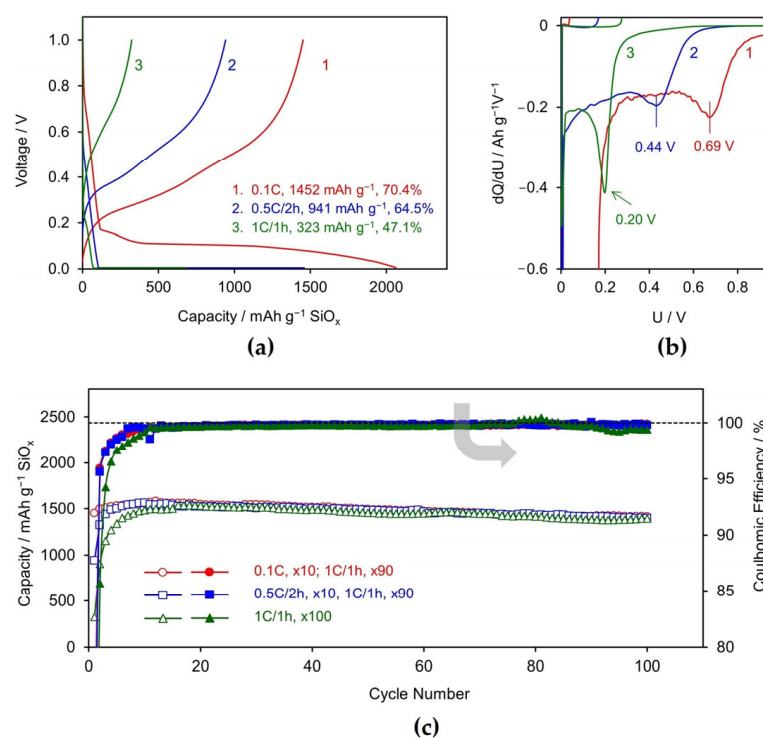 1.0
0.8
0.6
0.4
0.2
0.0
Voltage / V
3
2
1
1. 0.1C, 1452 mAh g⁻¹, 70.4%
2. 0.5C/2h, 941 mAh g⁻¹, 64.5%
3. 1C/1h, 323 mAh g⁻¹, 47.1%
0 500 1000 1500 2000
Capacity / mAh g⁻¹ SiOₓ
(a)
0
−0.2
−0.4
−0.6
dQ/dU / Ah g⁻¹V⁻¹
3
2
1
0.44 V
0.69 V
0.20 V
0 0.2 0.4 0.6 0.8
U / V
(b)
2500
2000
1500
1000
500
0
Capacity / mAh g⁻¹ SiOₓ
0.1C, x10; 1C/1h, x90
0.5C/2h, x10, 1C/1h, x90
1C/1h, x100
100
95
90
85
80
Coulhomic Efficiency / %
0 20 40 60 80 100
Cycle Number
(c)